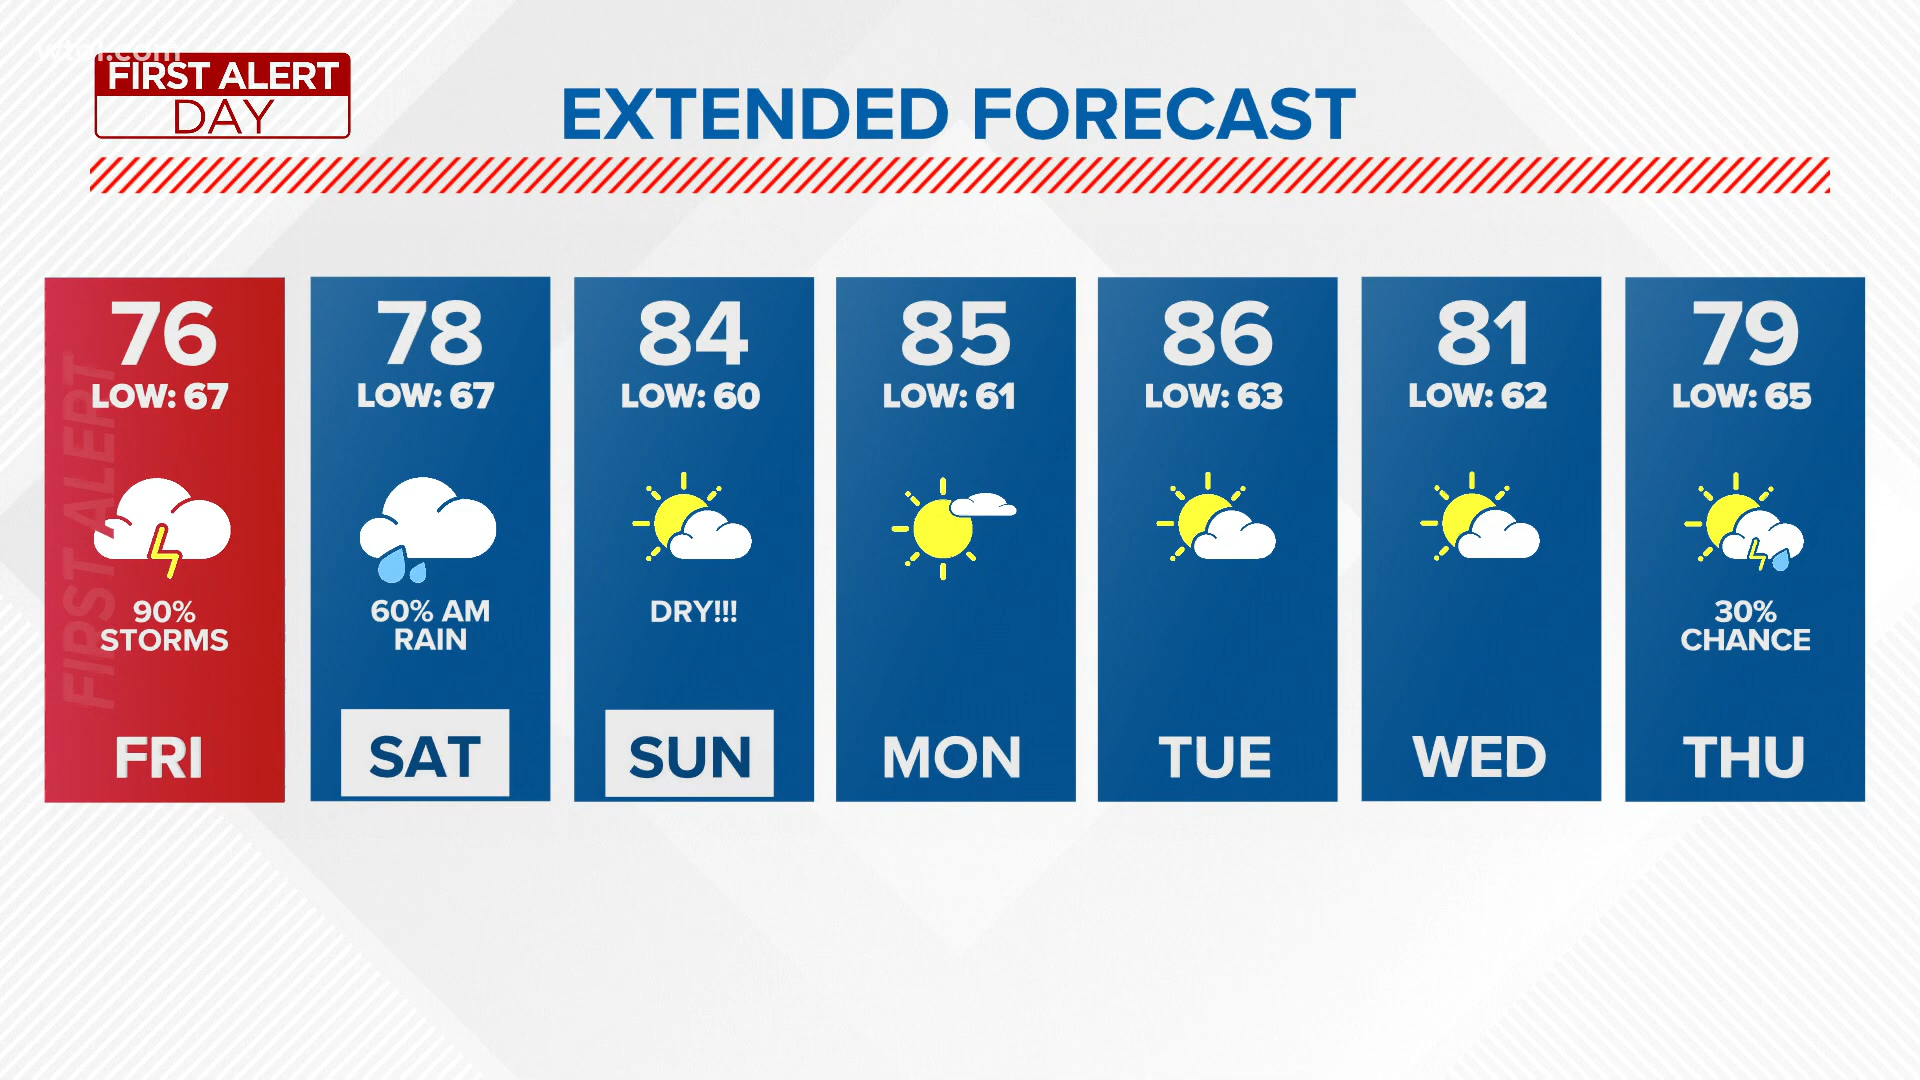 FIRST ALERT
DAY
EXTENDED FORECAST
76
LOW: 67
FIRST ALERT
90%
STORMS
FRI
78
LOW: 67
60% AM
RAIN
SAT
84
LOW: 60
DRY!!!
SUN
85
LOW: 61
MON
86
LOW: 63
TUE
81
LOW: 62
WED
79
LOW: 65
30%
CHANCE
THU